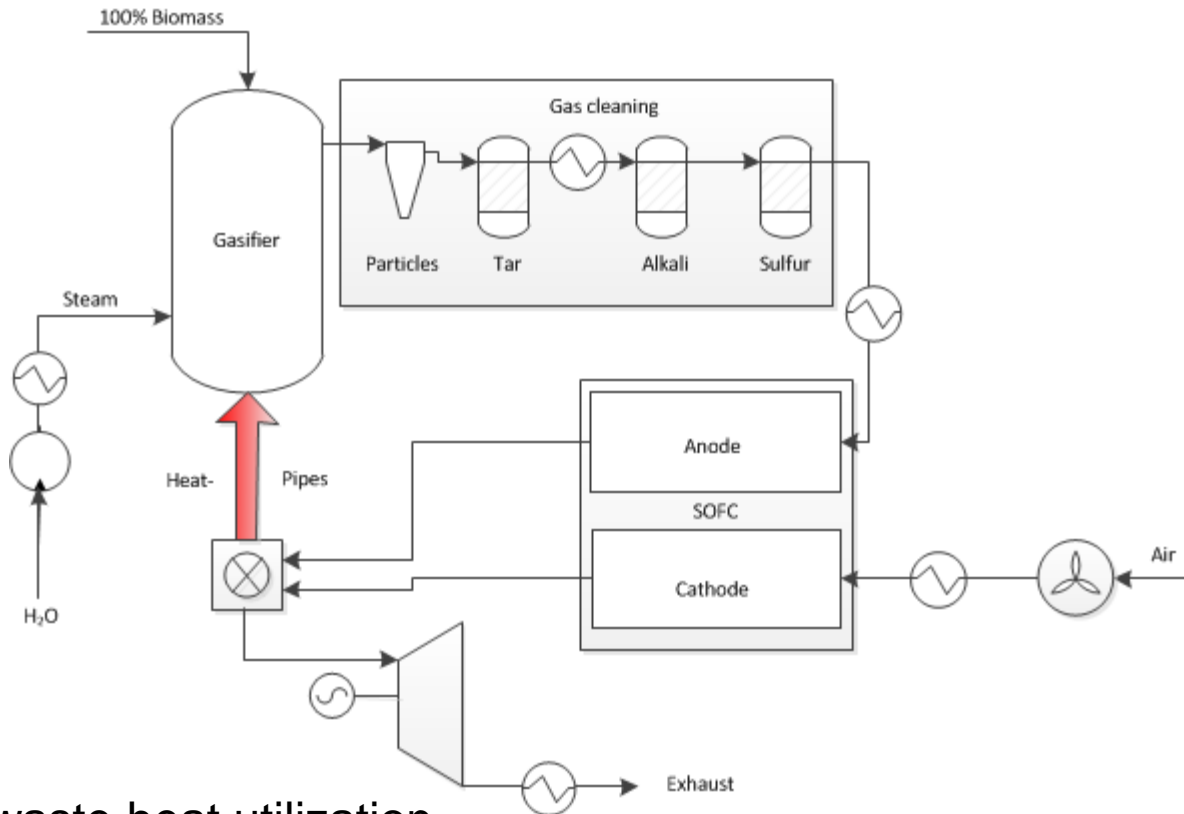 100% Biomass
Gas cleaning
Gasifier
Particles
Tar
Alkali
Sulfur
Steam
Anode
Heat-
Pipes
SOFC
Air
Cathode
H₂O
Exhaust
waste heat utilization